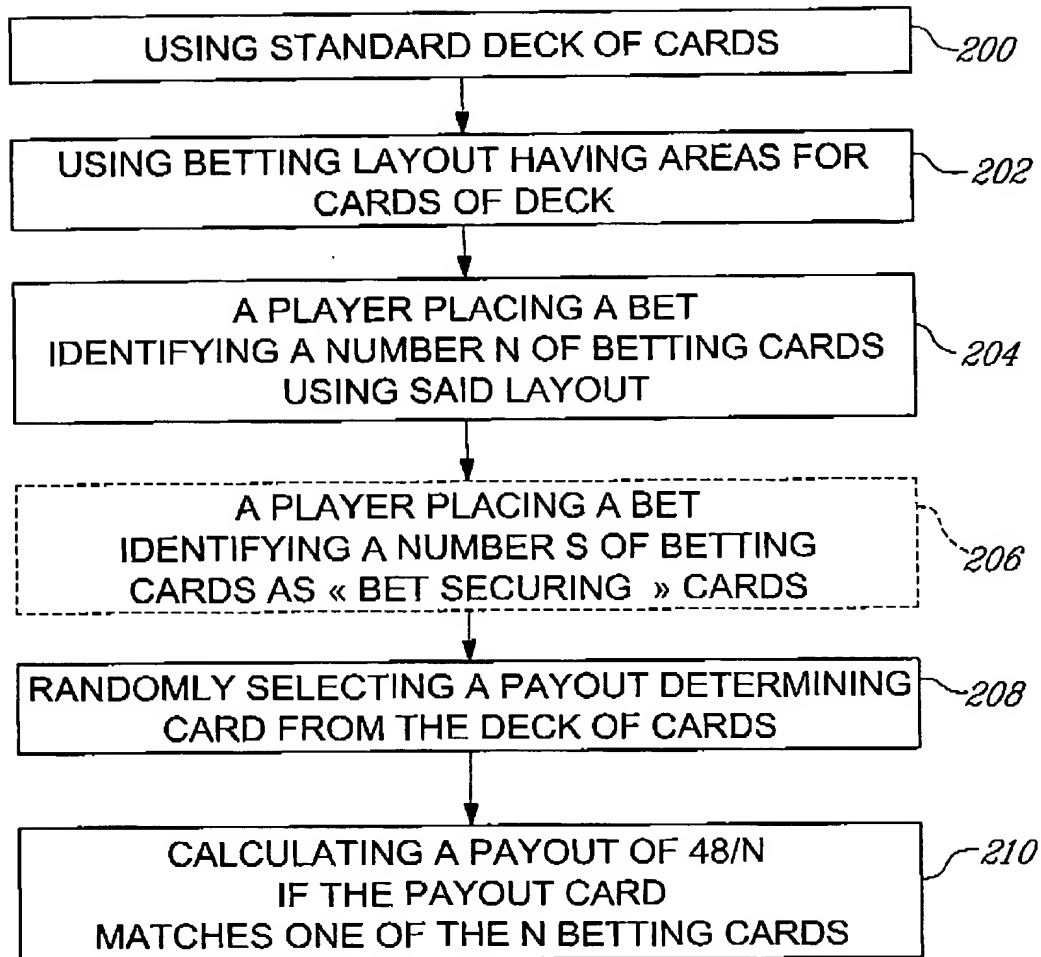 USING STANDARD DECK OF CARDS
200
USING BETTING LAYOUT HAVING AREAS FOR
CARDS OF DECK
202
A PLAYER PLACING A BET
IDENTIFYING A NUMBER N OF BETTING CARDS
USING SAID LAYOUT
204
A PLAYER PLACING A BET
IDENTIFYING A NUMBER S OF BETTING
CARDS AS « BET SECURING » CARDS
206
RANDOMLY SELECTING A PAYOUT DETERMINING
CARD FROM THE DECK OF CARDS
208
CALCULATING A PAYOUT OF 48/N
IF THE PAYOUT CARD
MATCHES ONE OF THE N BETTING CARDS
210